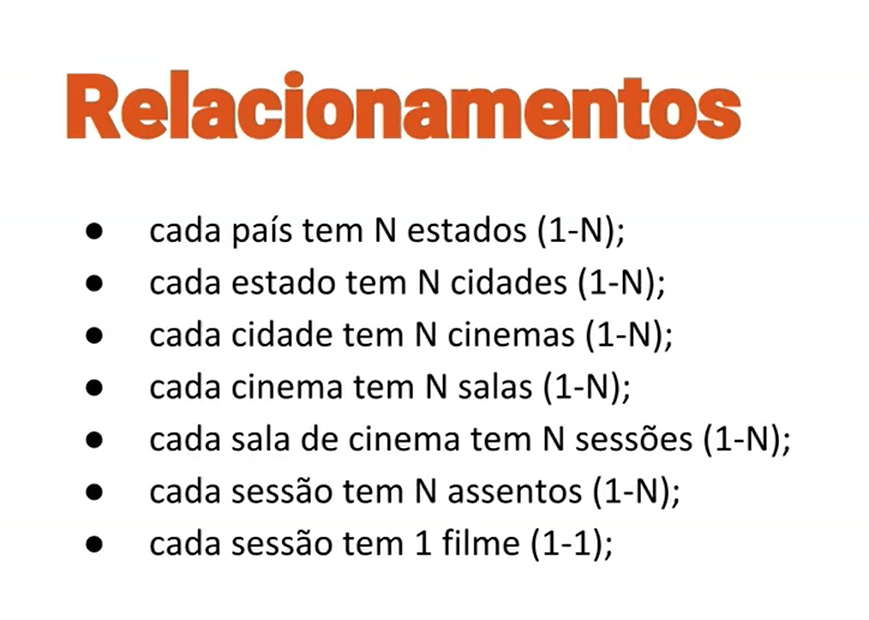 Relacionamentos
● cada país tem N estados (1-N);
● cada estado tem N cidades (1-N);
● cada cidade tem N cinemas (1-N);
● cada cinema tem N salas (1-N);
● cada sala de cinema tem N sessões (1-N);
● cada sessão tem N assentos (1-N);
● cada sessão tem 1 filme (1-1);